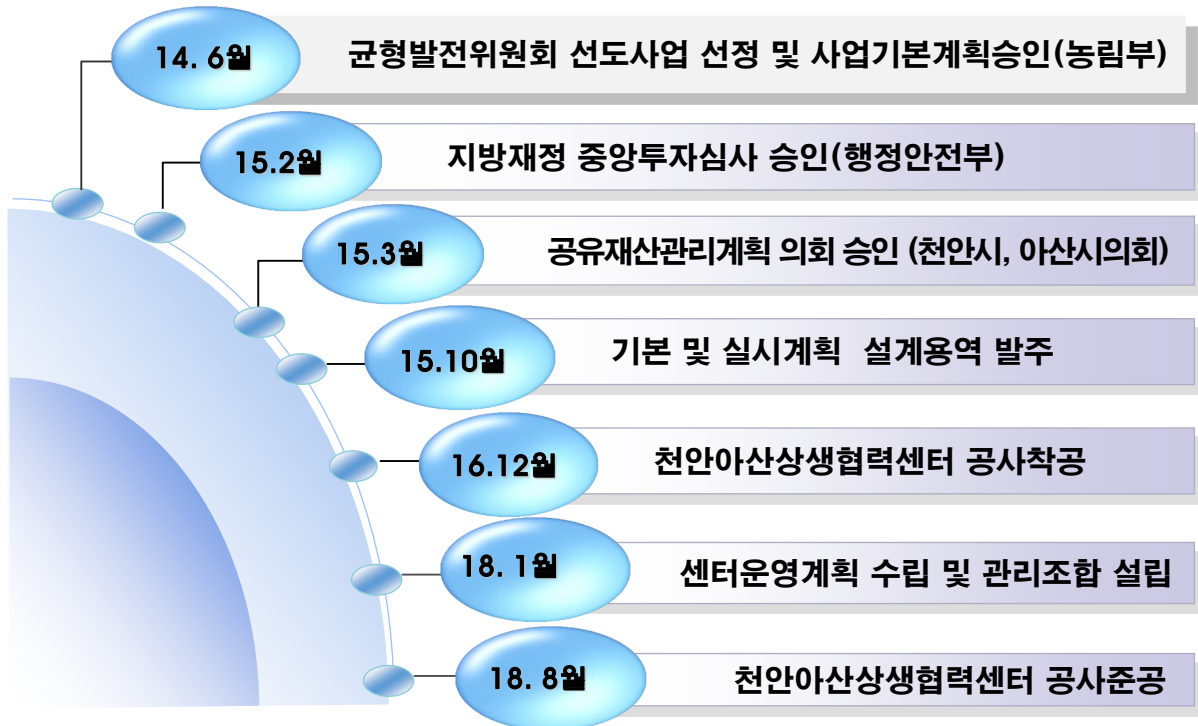 14. 6월 균형발전위원회 선도사업 선정 및 사업기본계획승인(농림부)
15.2월 지방재정 중앙투자심사 승인(행정안전부)
15.3월 공유재산관리계획 의회 승인 (천안시, 아산시의회)
15.10월 기본 및 실시계획 설계용역 발주
16.12월 천안아산상생협력센터 공사착공
18. 1월 센터운영계획 수립 및 관리조합 설립
18. 8월 천안아산상생협력센터 공사준공